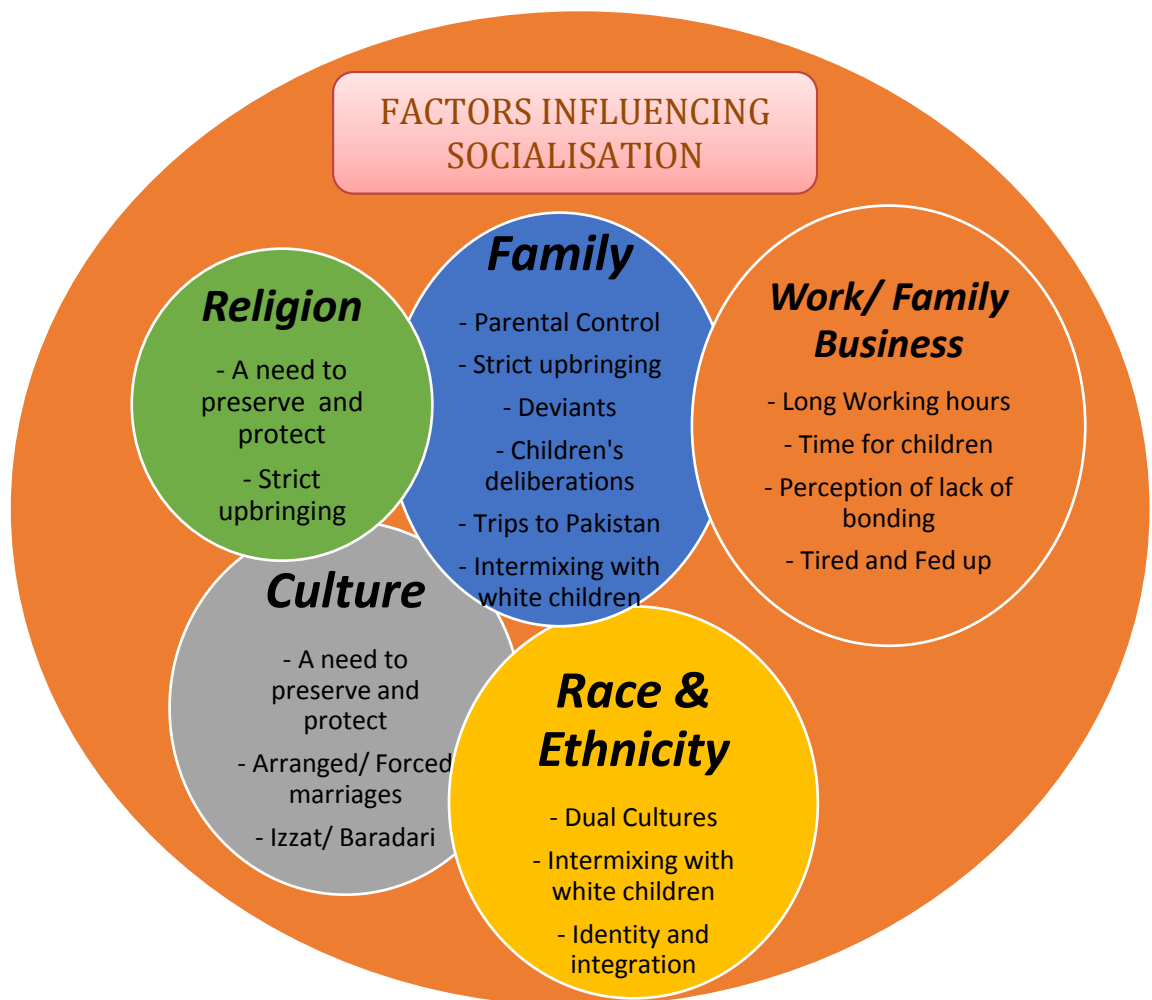 FACTORS INFLUENCING
SOCIALISATION
Religion
- A need to
preserve and
protect
- Strict
upbringing
Family
- Parental Control
- Strict upbringing
- Deviants
- Children's
deliberations
- Trips to Pakistan
- Intermixing with
white children
Work/ Family
Business
- Long Working hours
- Time for children
- Perception of lack of
bonding
- Tired and Fed up
Culture
- A need to
preserve and
protect
- Arranged/ Forced
marriages
- Izzat/ Baradari
Race &
Ethnicity
- Dual Cultures
- Intermixing with
white children
- Identity and
integration